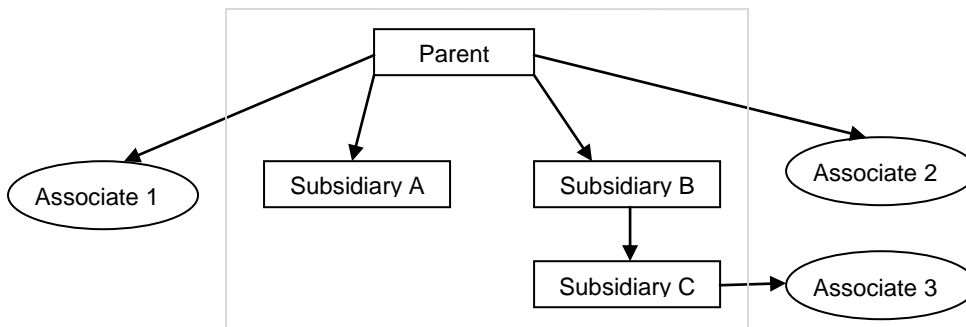 Parent
Associate 1
Subsidiary A
Subsidiary B
Associate 2
Subsidiary C
Associate 3